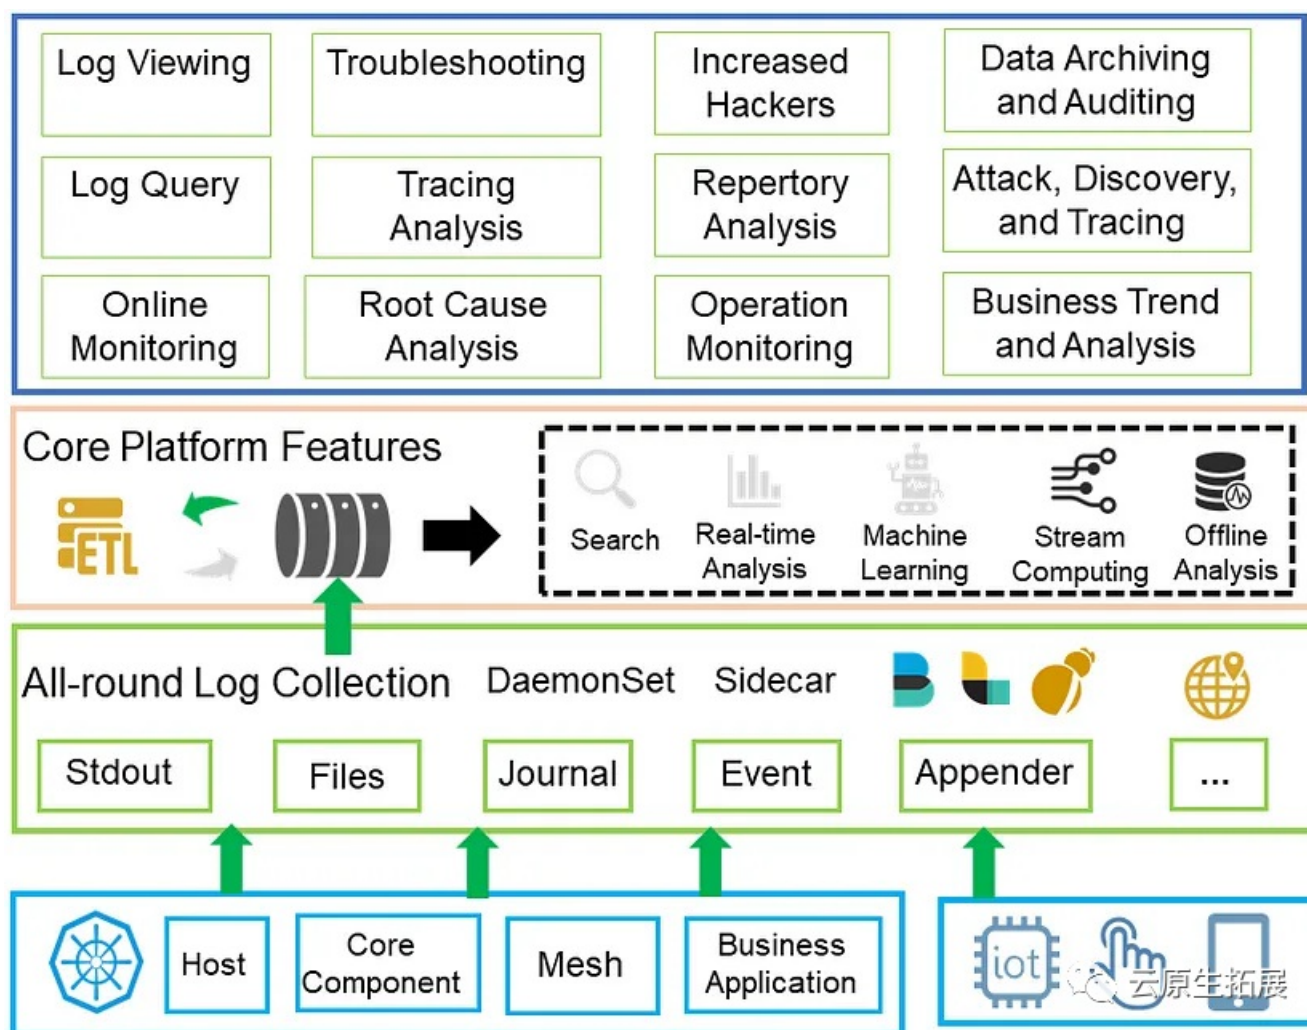 Log Viewing
Troubleshooting
Increased
Hackers
Data Archiving
and Auditing
Log Query
Tracing
Analysis
Repertory
Analysis
Attack, Discovery,
and Tracing
Online
Monitoring
Root Cause
Analysis
Operation
Monitoring
Business Trend
and Analysis
Core Platform Features
ETL
Search
Real-time
Analysis
Machine
Learning
Stream
Computing
Offline
Analysis
All-round Log Collection
DaemonSet
Sidecar
Stdout
Files
Journal
Event
Appender
...
Host
Core
Component
Mesh
Business
Application
iot
云原生拓展